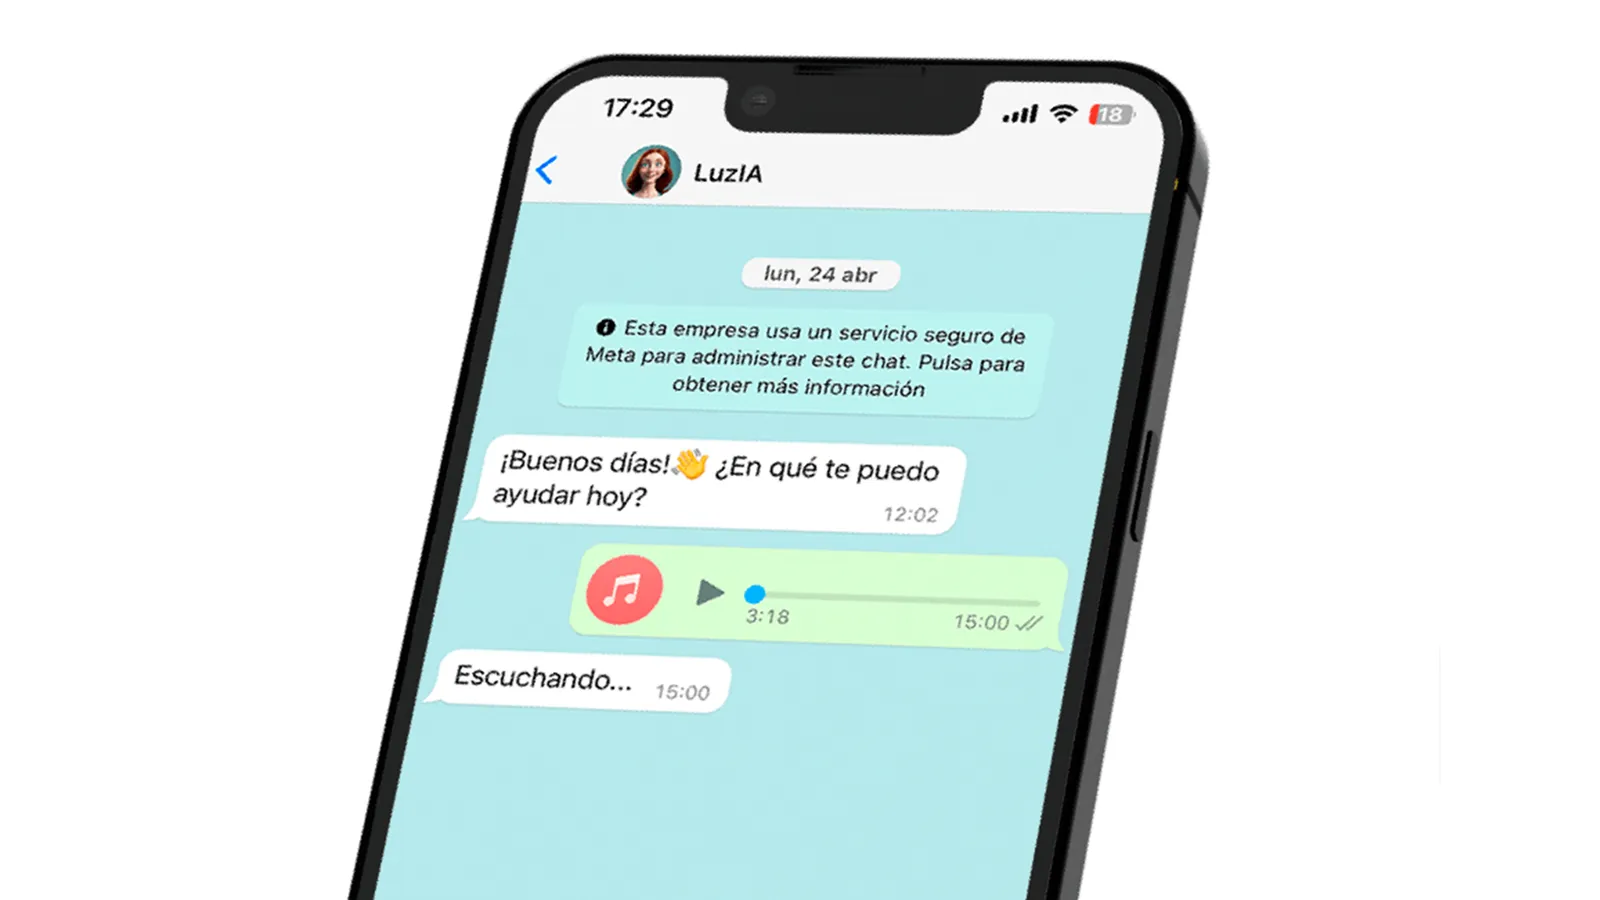 17:29
18
LuzIA
lun, 24 abr
Esta empresa usa un servicio seguro de
Meta para administrar este chat. Pulsa para
obtener más información
¡Buenos días!👋 ¿En qué te puedo
ayudar hoy?
12:02
3:18
15:00
Escuchando...
15:00